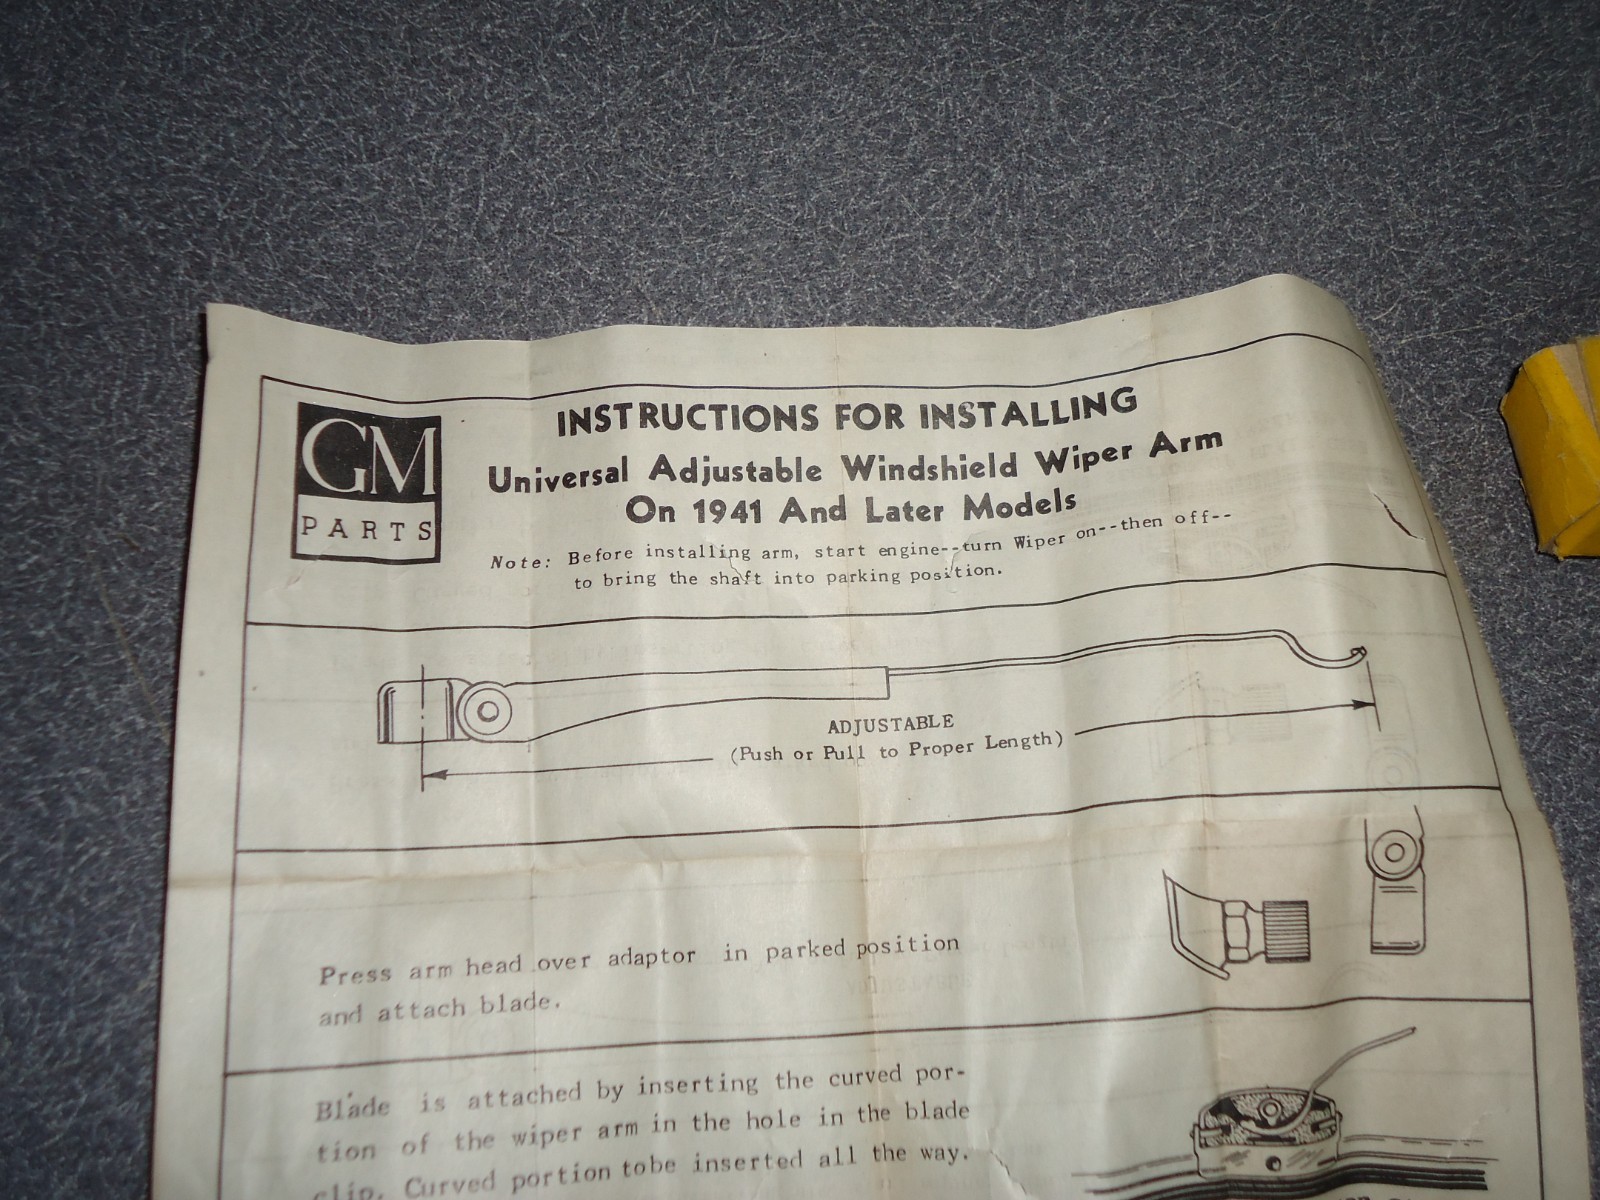 GM
PARTS
INSTRUCTIONS FOR INSTALLING
Universal Adjustable Windshield Wiper Arm
On 1941 And Later Models
Note: Before installing arm, start engine--turn Wiper on--then off--
to bring the shaft into parking position.
ADJUSTABLE
(Push or Pull to Proper Length)
Press arm head over adaptor in parked position
and attach blade.
Blade is attached by inserting the curved por-
tion of the wiper arm in the hole in the blade
clip. Curved portion tobe inserted all the way.